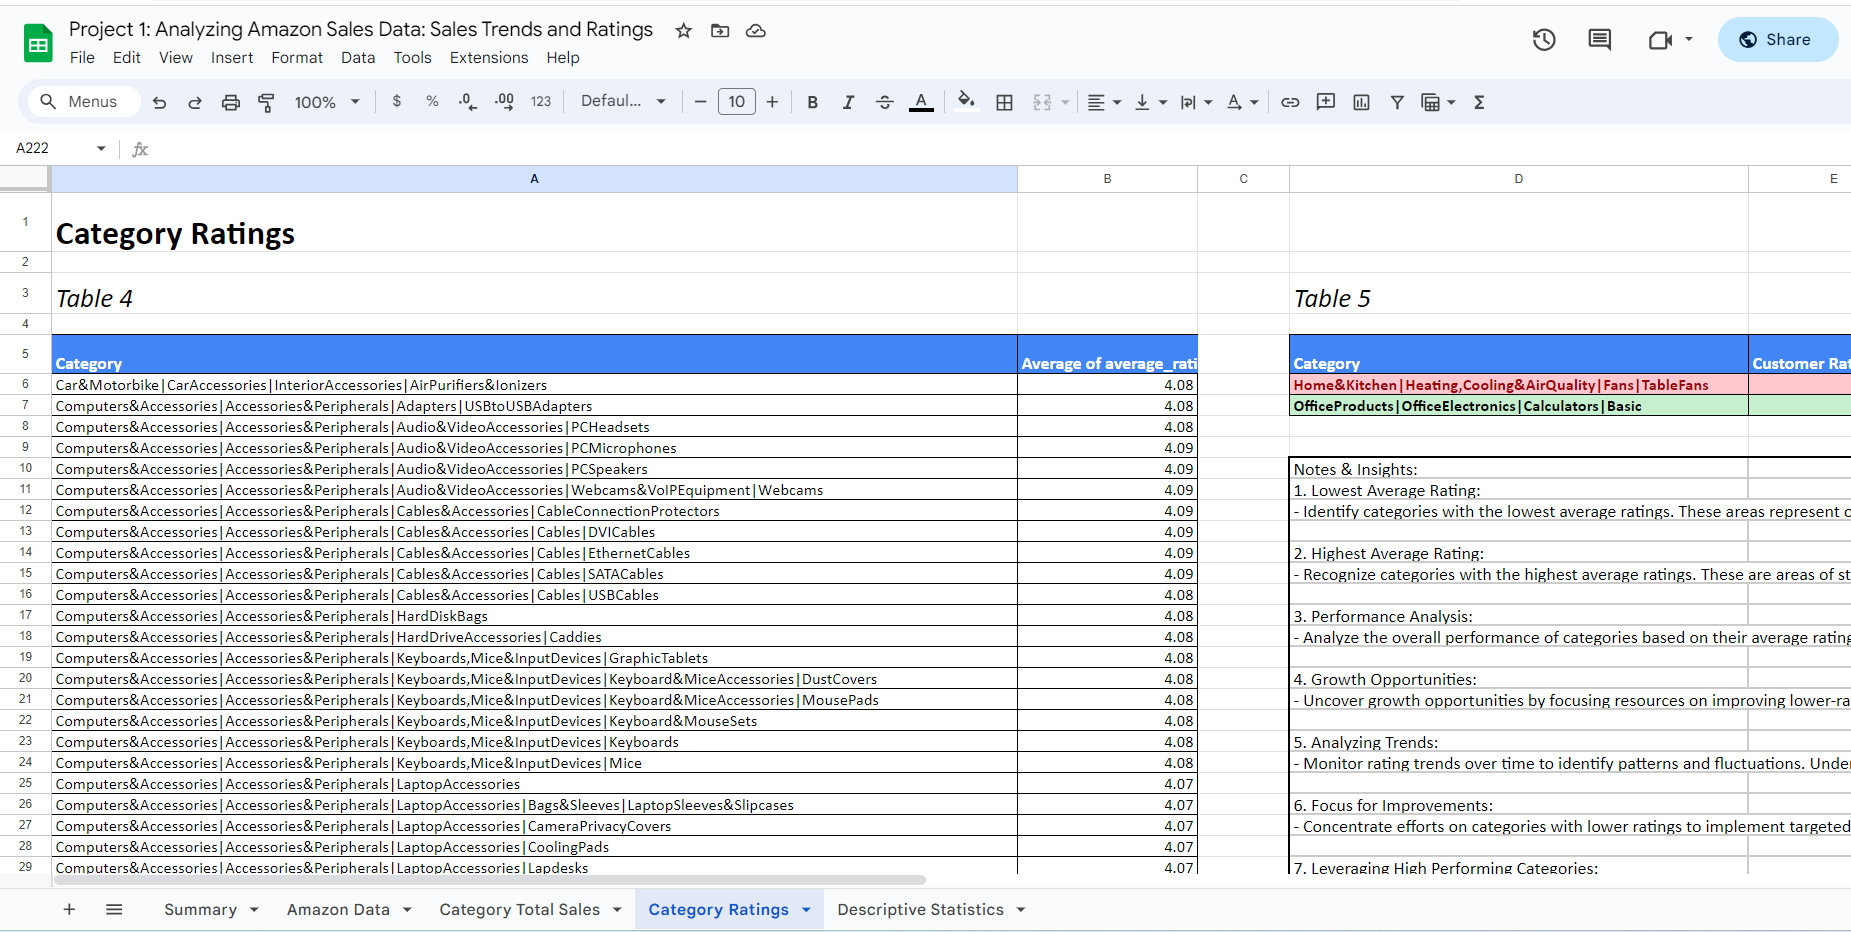 Project 1: Analyzing Amazon Sales Data: Sales Trends and Ratings
File Edit View Insert Format Data Tools Extensions Help
Share
Menus 100% $ % .0 .00 123 Defaul... 10 B I A
A222
A B C D E
1 Category Ratings
2
3 Table 4 Table 5
4
5 Category Average of average_rati Category Customer Rat
6 Car&Motorbike|CarAccessories|InteriorAccessories|AirPurifiers&Ionizers 4.08 Home&Kitchen|Heating,Cooling&AirQuality|Fans|TableFans
7 Computers&Accessories|Accessories&Peripherals|Adapters|USBtoUSBAdapters 4.08 OfficeProducts|OfficeElectronics|Calculators|Basic
8 Computers&Accessories|Accessories&Peripherals|Audio&VideoAccessories|PCHeadsets 4.08
9 Computers&Accessories|Accessories&Peripherals|Audio&VideoAccessories|PCMicrophones 4.09
10 Computers&Accessories|Accessories&Peripherals|Audio&VideoAccessories|PCSpeakers 4.09 Notes & Insights:
11 Computers&Accessories|Accessories&Peripherals|Audio&VideoAccessories|Webcams&VoIPEquipment|Webcams 4.09 1. Lowest Average Rating:
12 Computers&Accessories|Accessories&Peripherals|Cables&Accessories|CableConnectionProtectors 4.09 - Identify categories with the lowest average ratings. These areas represent
13 Computers&Accessories|Accessories&Peripherals|Cables&Accessories|Cables|DVICables 4.09
14 Computers&Accessories|Accessories&Peripherals|Cables&Accessories|Cables|EthernetCables 4.09 2. Highest Average Rating:
15 Computers&Accessories|Accessories&Peripherals|Cables&Accessories|Cables|SATACables 4.09 - Recognize categories with the highest average ratings. These are areas of st
16 Computers&Accessories|Accessories&Peripherals|Cables&Accessories|Cables|USBCables 4.08
17 Computers&Accessories|Accessories&Peripherals|HardDiskBags 4.08 3. Performance Analysis:
18 Computers&Accessories|Accessories&Peripherals|HardDriveAccessories|Caddies 4.08 - Analyze the overall performance of categories based on their average rating
19 Computers&Accessories|Accessories&Peripherals|Keyboards,Mice&InputDevices|GraphicTablets 4.08
20 Computers&Accessories|Accessories&Peripherals|Keyboards,Mice&InputDevices|Keyboard&MiceAccessories|DustCovers 4.08 4. Growth Opportunities:
21 Computers&Accessories|Accessories&Peripherals|Keyboards,Mice&InputDevices|Keyboard&MiceAccessories|MousePads 4.08 - Uncover growth opportunities by focusing resources on improving lower-ra
22 Computers&Accessories|Accessories&Peripherals|Keyboards,Mice&InputDevices|Keyboard&MouseSets 4.08
23 Computers&Accessories|Accessories&Peripherals|Keyboards,Mice&InputDevices|Keyboards 4.08 5. Analyzing Trends:
24 Computers&Accessories|Accessories&Peripherals|Keyboards,Mice&InputDevices|Mice 4.08 - Monitor rating trends over time to identify patterns and fluctuations. Unde
25 Computers&Accessories|Accessories&Peripherals|LaptopAccessories 4.07
26 Computers&Accessories|Accessories&Peripherals|LaptopAccessories|Bags&Sleeves|LaptopSleeves&Slipcases 4.07 6. Focus for Improvements:
27 Computers&Accessories|Accessories&Peripherals|LaptopAccessories|CameraPrivacyCovers 4.07 - Concentrate efforts on categories with lower ratings to implement targeted
28 Computers&Accessories|Accessories&Peripherals|LaptopAccessories|CoolingPads 4.07
29 Computers&Accessories|Accessories&Peripherals|LaptopAccessories|Lapdesks 4.07 7. Leveraging High Performing Categories:
Summary Amazon Data Category Total Sales Category Ratings Descriptive Statistics